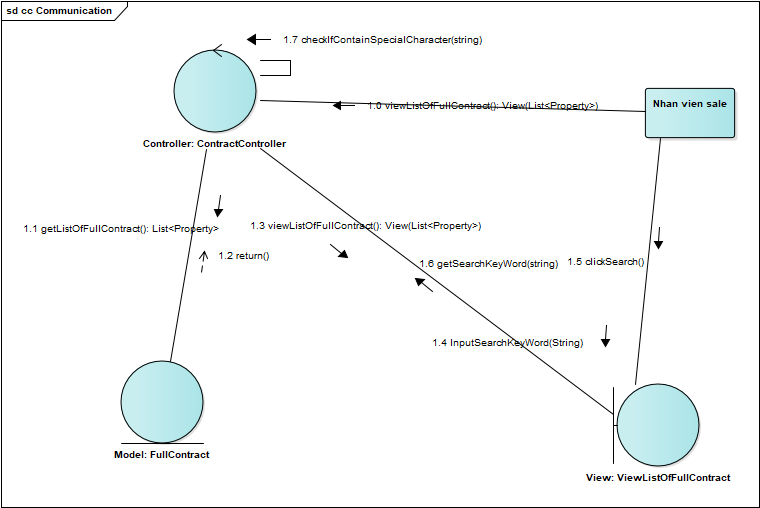 sd cc Communication
1.7 checkIfContainSpecialCharacter(string)
Nhan vien sale
1.0 viewListOfFullContract(): View(List<Property>)
Controller: ContractController
1.1 getListOfFullContract(): List<Property>
1.3 viewListOfFullContract(): View(List<Property>)
1.2 return()
1.6 getSearchKeyWord(string)
1.5 clickSearch()
1.4 InputSearchKeyWord(String)
Model: FullContract
View: ViewListOfFullContract